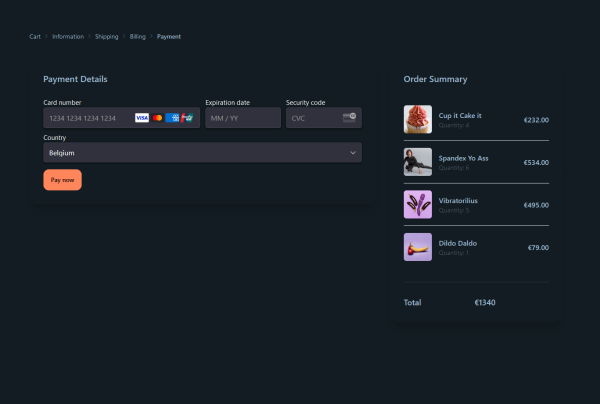 Cart > Information > Shipping > Billing > Payment
Payment Details
Card number
1234 1234 1234 1234
VISA
Expiration date
MM / YY
Security code
CVC
Country
Belgium
Pay now
Order Summary
Cup it Cake it
Quantity: 4
€232.00
Spandex Yo Ass
Quantity: 6
€534.00
Vibratorilius
Quantity: 5
€495.00
Dildo Daldo
Quantity: 1
€79.00
Total €1340